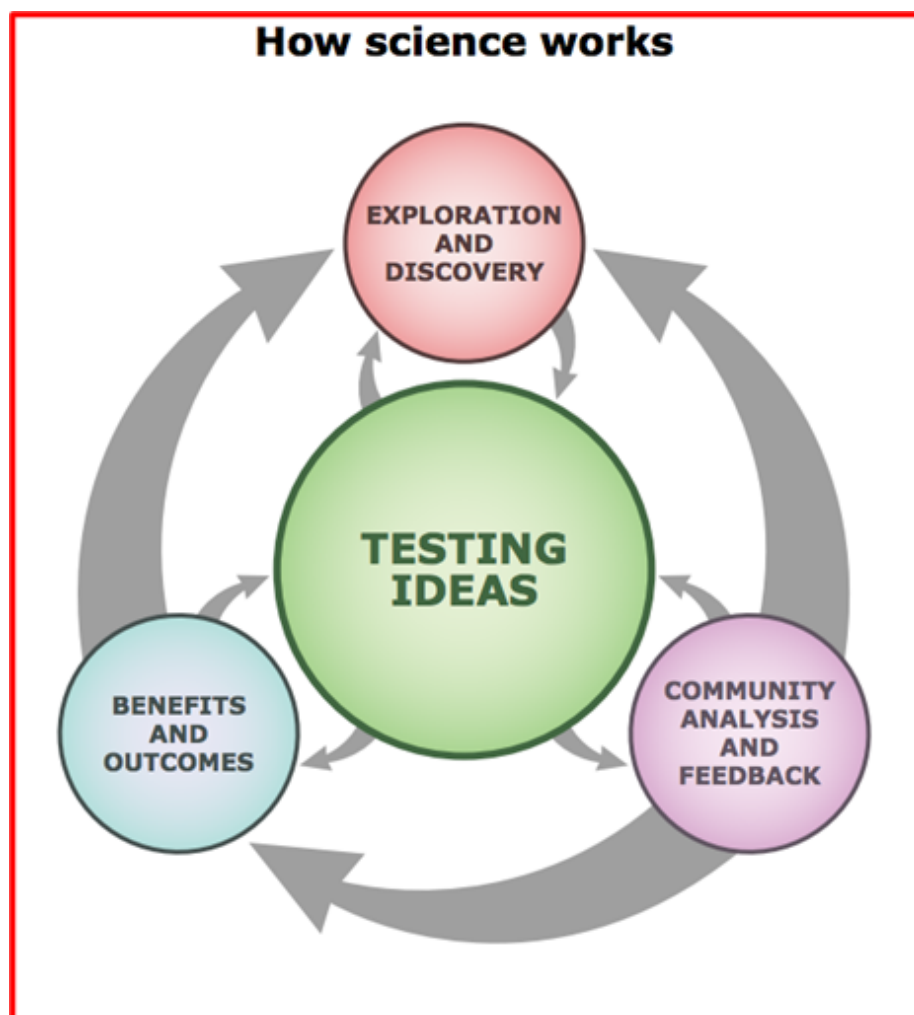 How science works
EXPLORATION
AND
DISCOVERY
TESTING
IDEAS
BENEFITS
AND
OUTCOMES
COMMUNITY
ANALYSIS
AND
FEEDBACK